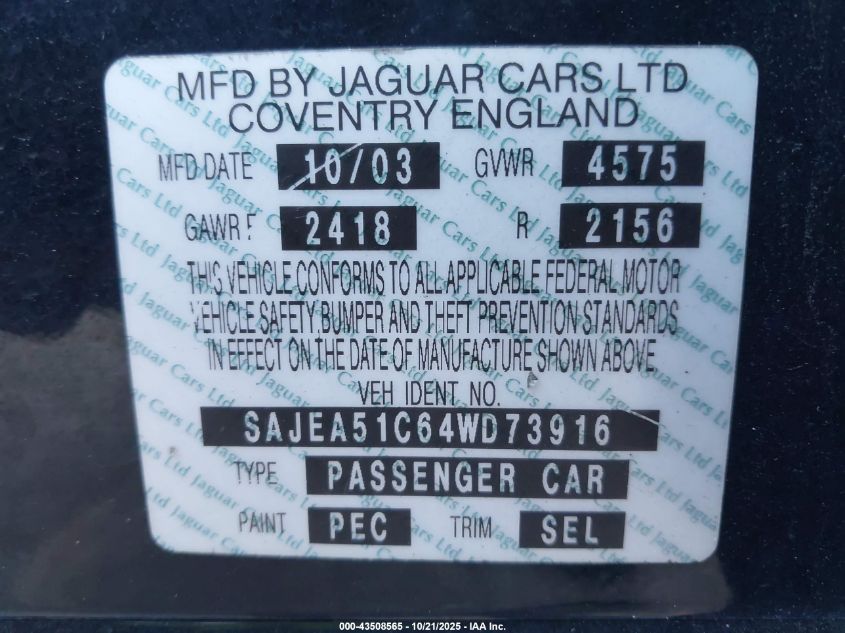 MFD BY JAGUAR CARS LTD
COVENTRY ENGLAND
MFD DATE 10/03 GVWR 4575
GAWR F 2418 R 2156
THIS VEHICLE CONFORMS TO ALL APPLICABLE FEDERAL MOTOR
VEHICLE SAFETY, BUMPER AND THEFT PREVENTION STANDARDS
IN EFFECT ON THE DATE OF MANUFACTURE SHOWN ABOVE.
VEH IDENT NO.
SAJEA51C64WD73916
TYPE PASSENGER CAR
PAINT PEC TRIM SEL
000-43508565 - 10/21/2025 - IAA Inc.